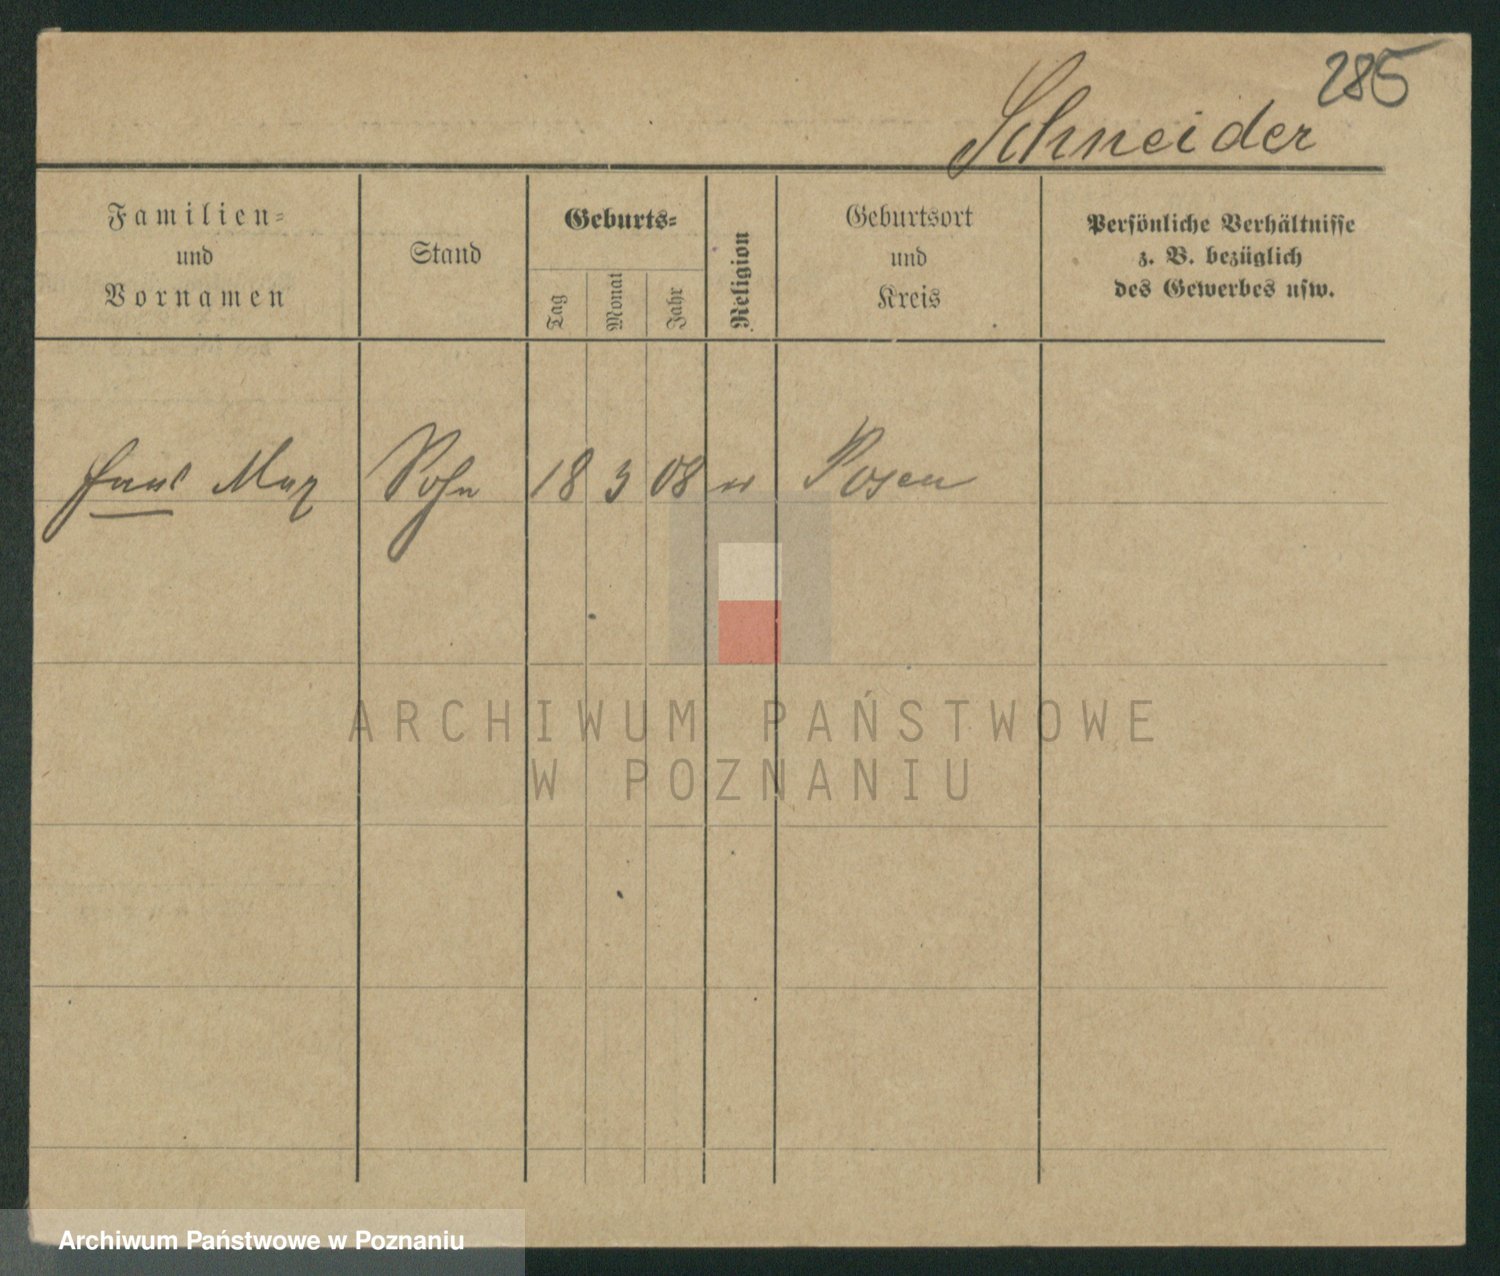 285
Schneider
Familien=
und
Vornamen
Stand
Geburts=
Tag
Monat
Jahr
Religion
Geburtsort
und
Kreis
Persönliche Verhältnisse
z. B. bezüglich
des Gewerbes usw.
Hans Max Sohn 18 3 08 Posen
ARCHIWUM PAŃSTWOWE
W POZNANIU
Archiwum Państwowe w Poznaniu